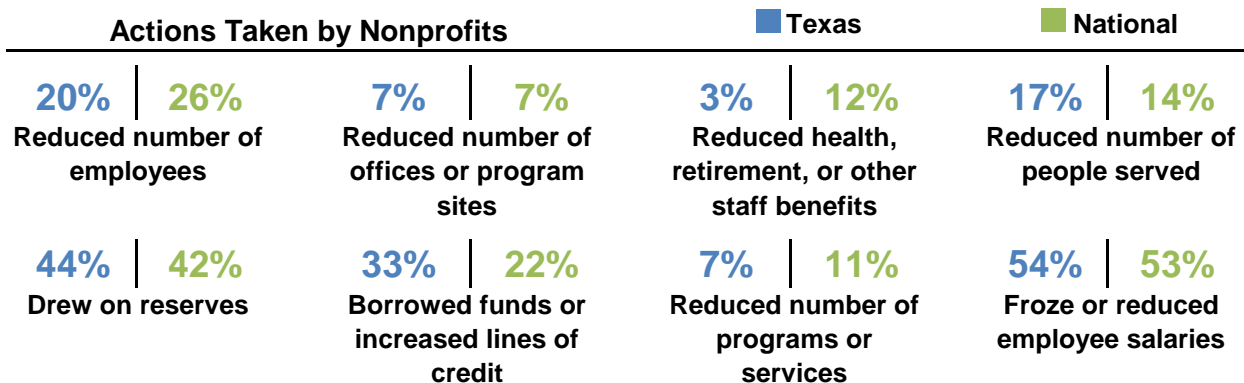 Actions Taken by Nonprofits
Texas
National
20% 26%
Reduced number of
employees
7% 7%
Reduced number of
offices or program
sites
3% 12%
Reduced health,
retirement, or other
staff benefits
17% 14%
Reduced number of
people served
44% 42%
Drew on reserves
33% 22%
Borrowed funds or
increased lines of
credit
7% 11%
Reduced number of
programs or
services
54% 53%
Froze or reduced
employee salaries